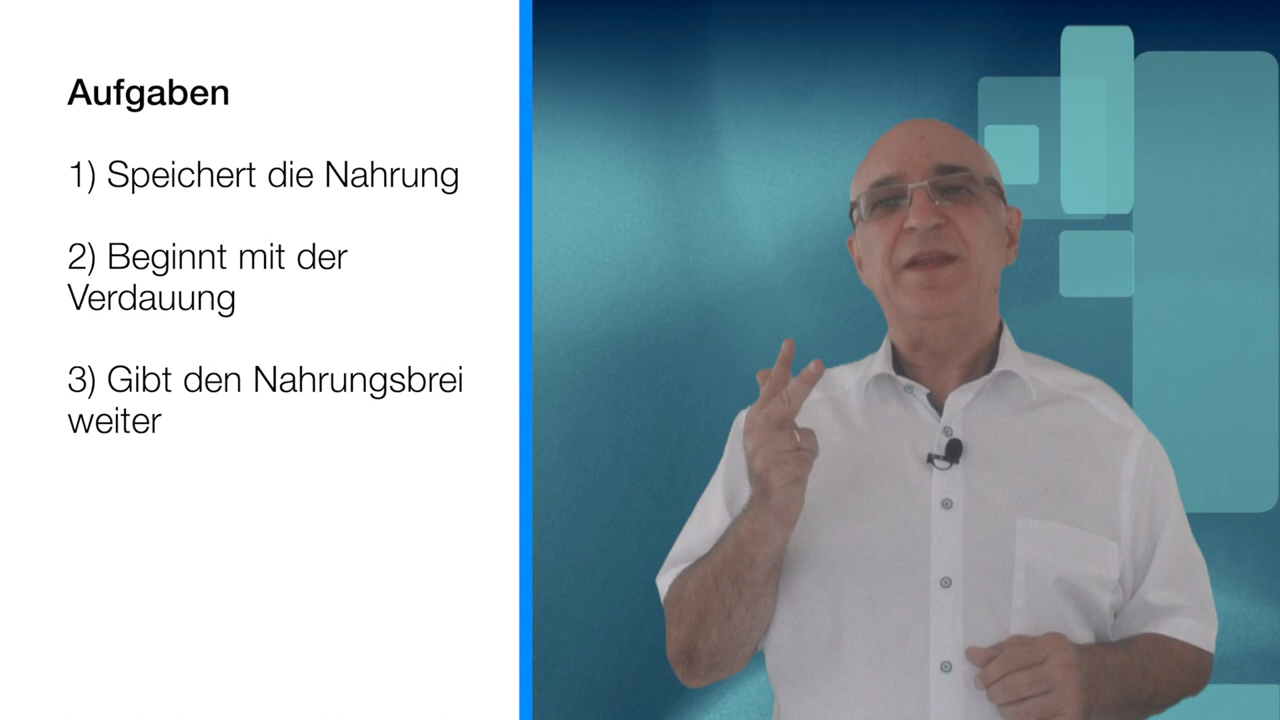 Aufgaben
1) Speichert die Nahrung
2) Beginnt mit der
Verdauung
3) Gibt den Nahrungsbrei
weiter